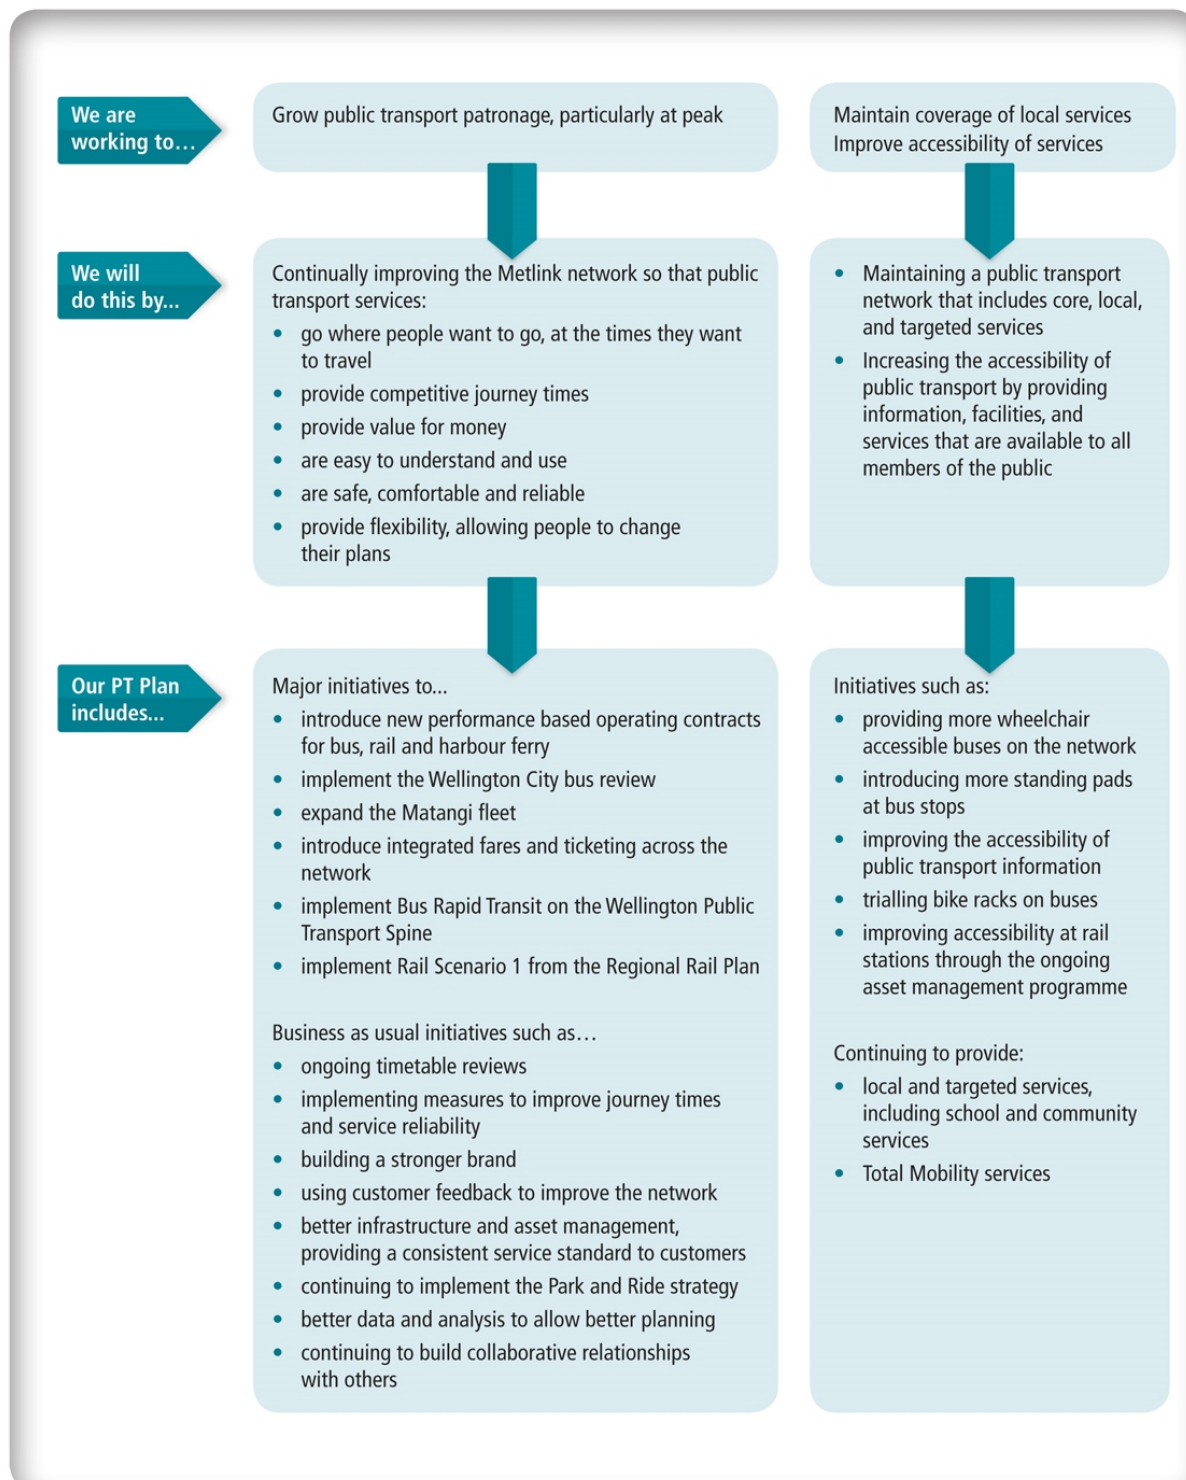 We are
working to…
Grow public transport patronage, particularly at peak
Maintain coverage of local services
Improve accessibility of services
We will
do this by...
Continually improving the Metlink network so that public
transport services:
• go where people want to go, at the times they want
to travel
• provide competitive journey times
• provide value for money
• are easy to understand and use
• are safe, comfortable and reliable
• provide flexibility, allowing people to change
their plans
• Maintaining a public transport
network that includes core, local,
and targeted services
• Increasing the accessibility of
public transport by providing
information, facilities, and
services that are available to all
members of the public
Our PT Plan
includes...
Major initiatives to...
• introduce new performance based operating contracts
for bus, rail and harbour ferry
• implement the Wellington City bus review
• expand the Matangi fleet
• introduce integrated fares and ticketing across the
network
• implement Bus Rapid Transit on the Wellington Public
Transport Spine
• implement Rail Scenario 1 from the Regional Rail Plan
Business as usual initiatives such as…
• ongoing timetable reviews
• implementing measures to improve journey times
and service reliability
• building a stronger brand
• using customer feedback to improve the network
• better infrastructure and asset management,
providing a consistent service standard to customers
• continuing to implement the Park and Ride strategy
• better data and analysis to allow better planning
• continuing to build collaborative relationships
with others
Initiatives such as:
• providing more wheelchair
accessible buses on the network
• introducing more standing pads
at bus stops
• improving the accessibility of
public transport information
• trialling bike racks on buses
• improving accessibility at rail
stations through the ongoing
asset management programme
Continuing to provide:
• local and targeted services,
including school and community
services
• Total Mobility services